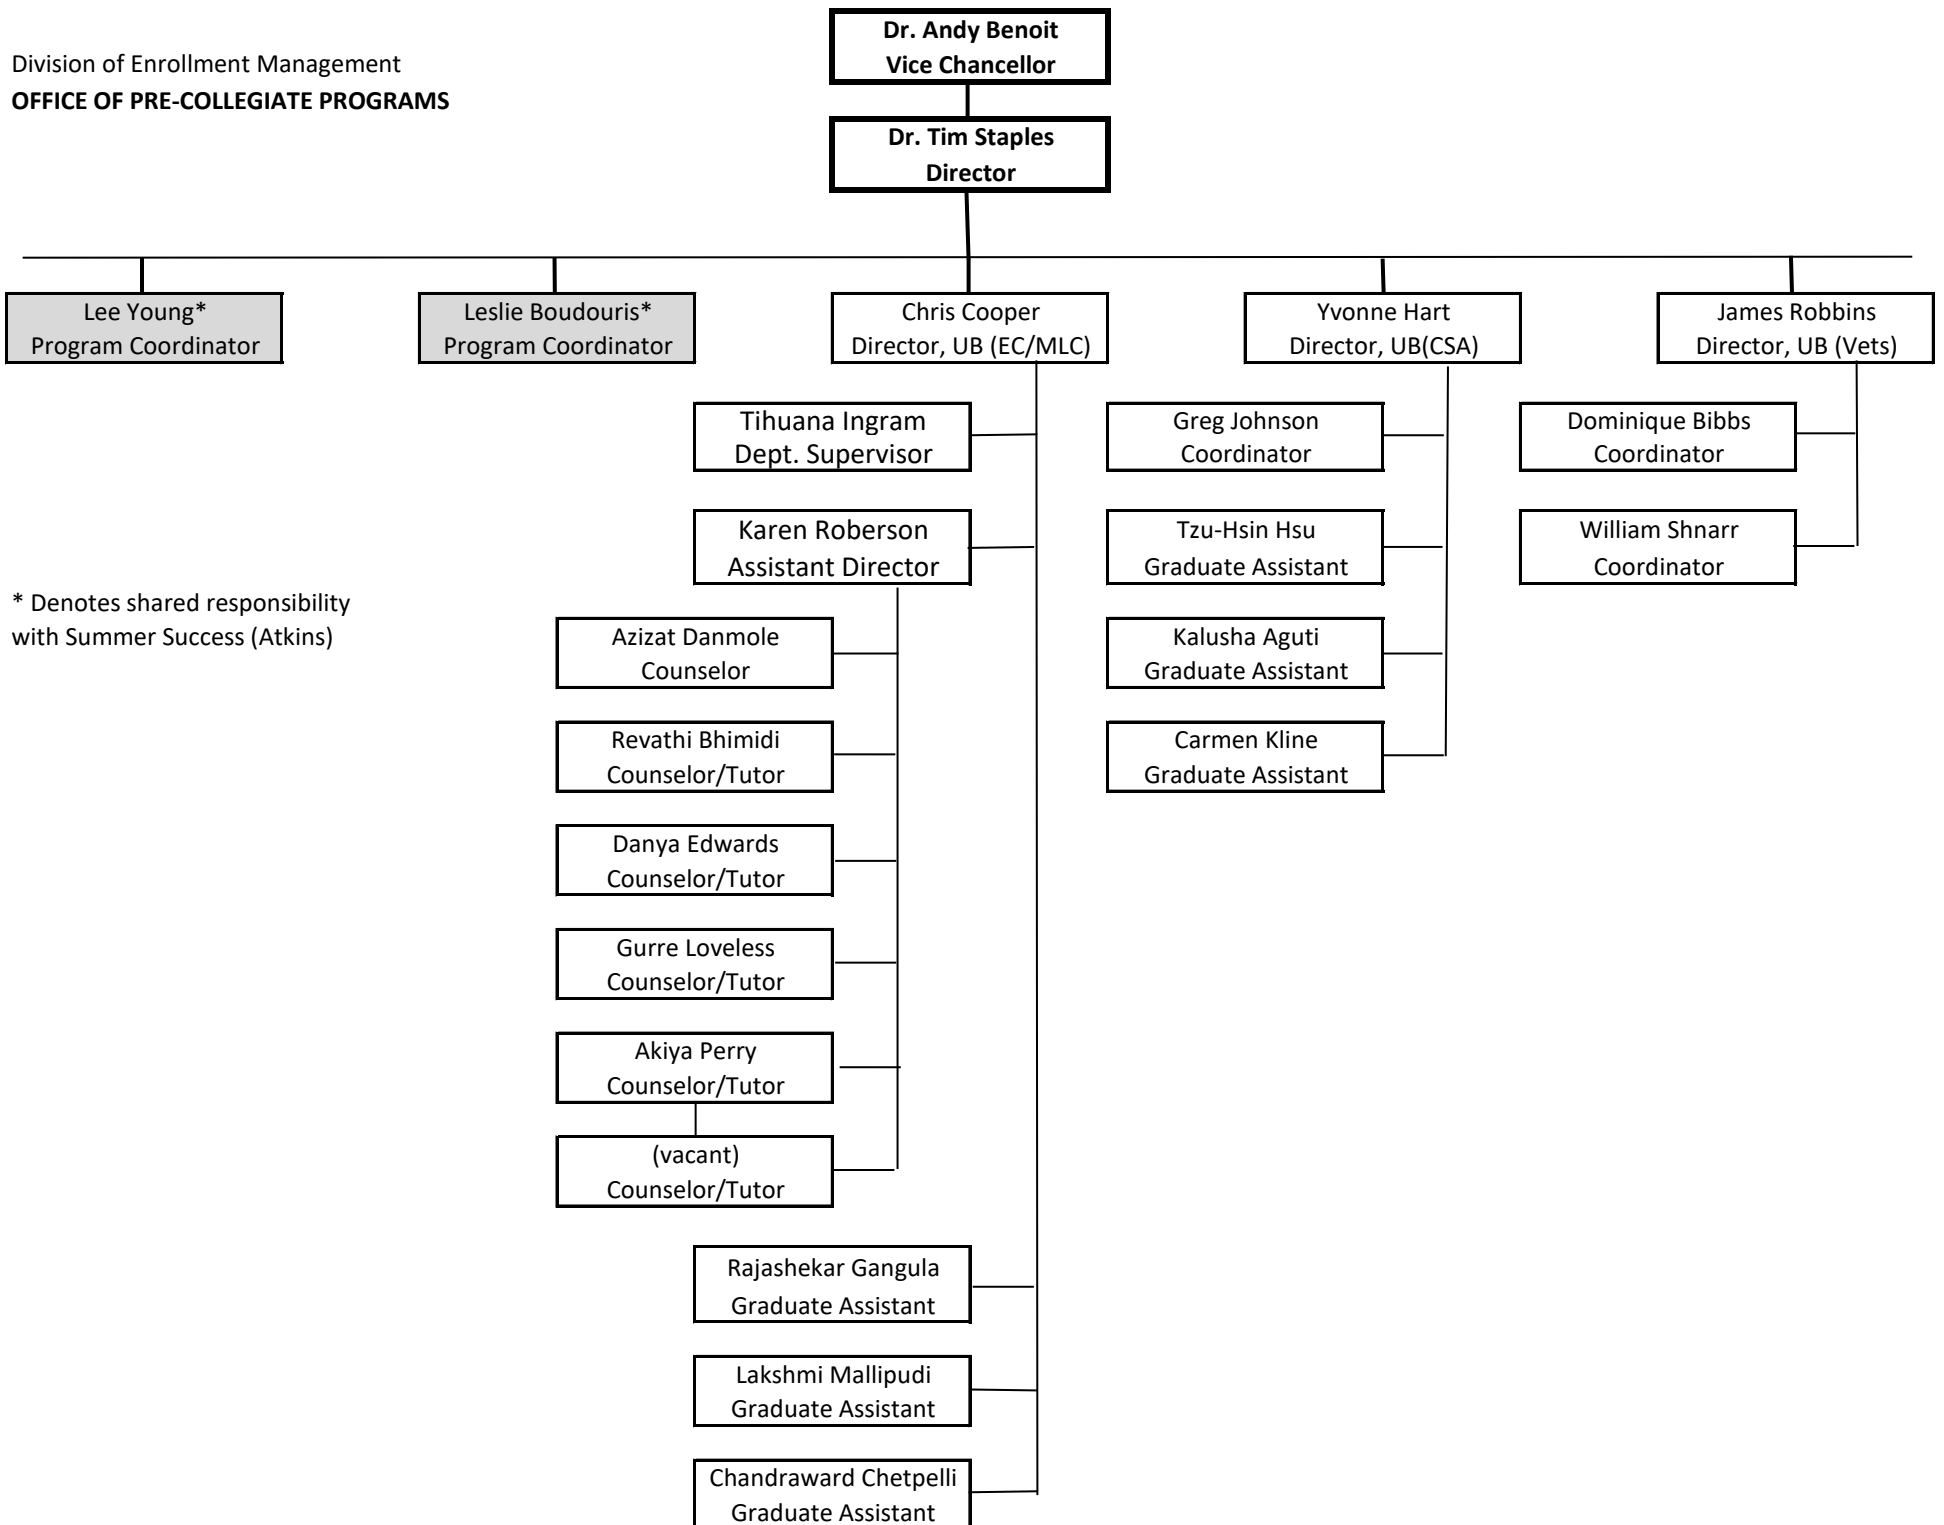 Division of Enrollment Management
OFFICE OF PRE-COLLEGIATE PROGRAMS
Dr. Andy Benoit
Vice Chancellor
Dr. Tim Staples
Director
Lee Young*
Program Coordinator
Leslie Boudouris*
Program Coordinator
Chris Cooper
Director, UB (EC/MLC)
Yvonne Hart
Director, UB(CSA)
James Robbins
Director, UB (Vets)
Tihuana Ingram
Dept. Supervisor
Greg Johnson
Coordinator
Dominique Bibbs
Coordinator
Karen Roberson
Assistant Director
Tzu-Hsin Hsu
Graduate Assistant
William Shnarr
Coordinator
* Denotes shared responsibility
with Summer Success (Atkins)
Azizat Danmole
Counselor
Kalusha Aguti
Graduate Assistant
Revathi Bhimidi
Counselor/Tutor
Carmen Kline
Graduate Assistant
Danya Edwards
Counselor/Tutor
Gurre Loveless
Counselor/Tutor
Akiya Perry
Counselor/Tutor
(vacant)
Counselor/Tutor
Rajashekar Gangula
Graduate Assistant
Lakshmi Mallipudi
Graduate Assistant
Chandraward Chetpelli
Graduate Assistant